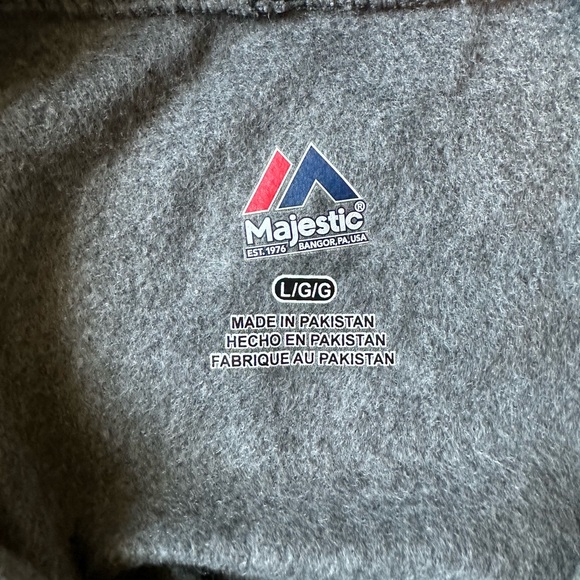 Majestic®
EST. 1976 BANGOR, PA, USA
L/G/G
MADE IN PAKISTAN
HECHO EN PAKISTAN
FABRIQUE AU PAKISTAN